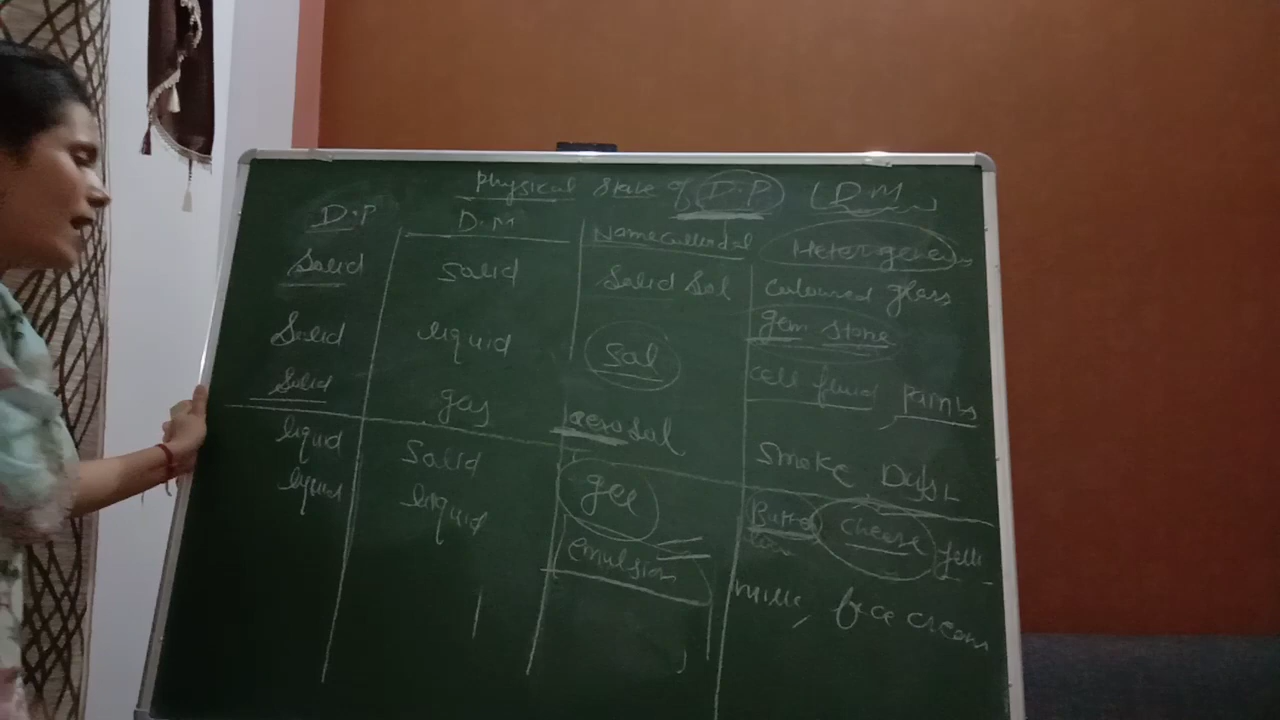 Physical State of D.P (D.M)
D.P D.M Name Colloidal Heterogeneous
Solid Solid Solid Sol Coloured glass
gem stone
Solid liquid Sol cell fluid Paints
Solid gas aerosol Smoke Dust
liquid Solid gel Butter Cheese Jelly
liquid liquid emulsion milk, face cream